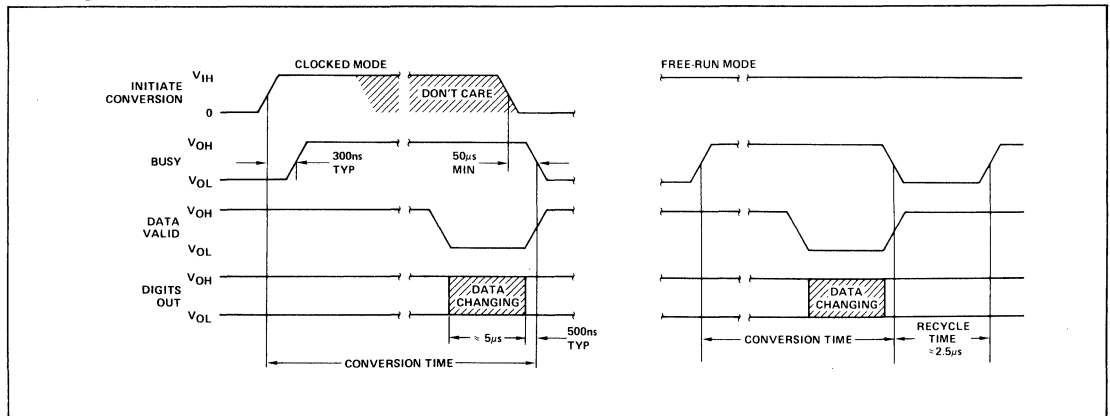 CLOCKED MODE
INITIATE
CONVERSION
VIH
0
DON'T CARE
BUSY
VOH
VOL
300ns
TYP
50μs
MIN
DATA
VALID
VOH
VOL
DIGITS
OUT
VOH
VOL
DATA
CHANGING
≈ 5μs
500ns
TYP
CONVERSION TIME
FREE-RUN MODE
DATA
CHANGING
CONVERSION TIME
RECYCLE
TIME
≈2.5μs